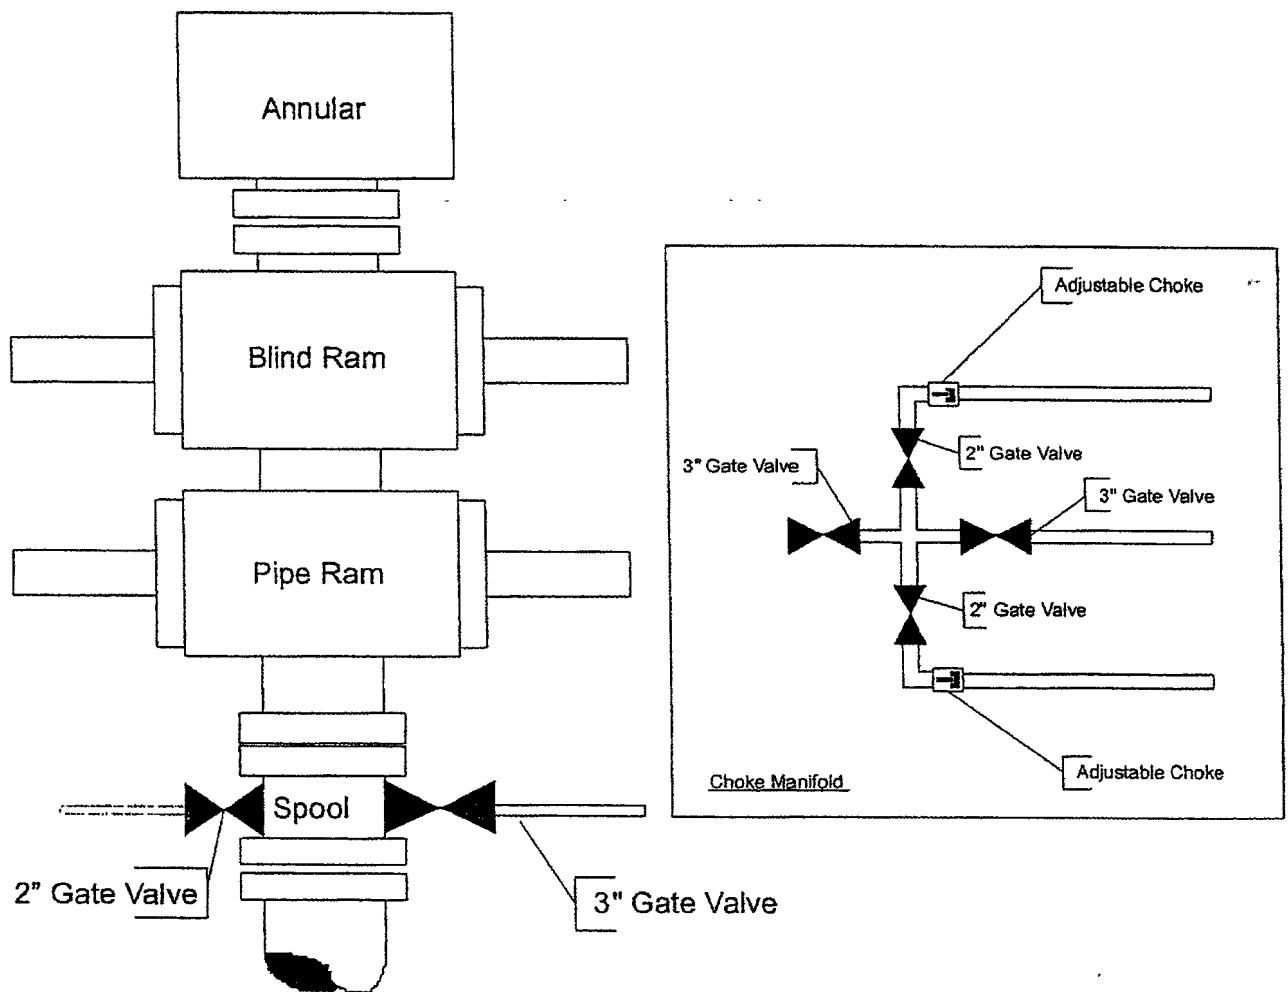 Annular
Blind Ram
Pipe Ram
Spool
2” Gate Valve
3" Gate Valve
Adjustable Choke
2" Gate Valve
3" Gate Valve
3" Gate Valve
2" Gate Valve
Adjustable Choke
Choke Manifold